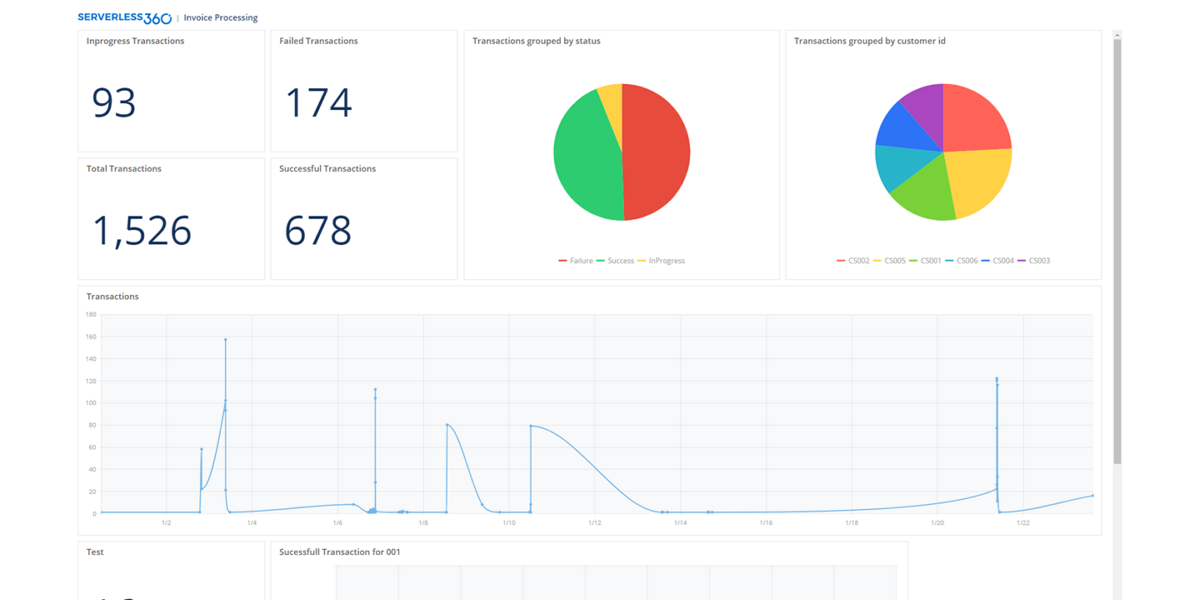 SERVERLESS360 | Invoice Processing
Inprogress Transactions
93
Failed Transactions
174
Total Transactions
1,526
Successful Transactions
678
Transactions grouped by status
Failure Success InProgress
Transactions grouped by customer id
CS002 CS005 CS001 CS006 CS004 CS003
Transactions
180
160
140
120
100
80
60
40
20
0
1/2 1/4 1/6 1/8 1/10 1/12 1/14 1/16 1/18 1/20 1/22
Test
Sucessfull Transaction for 001